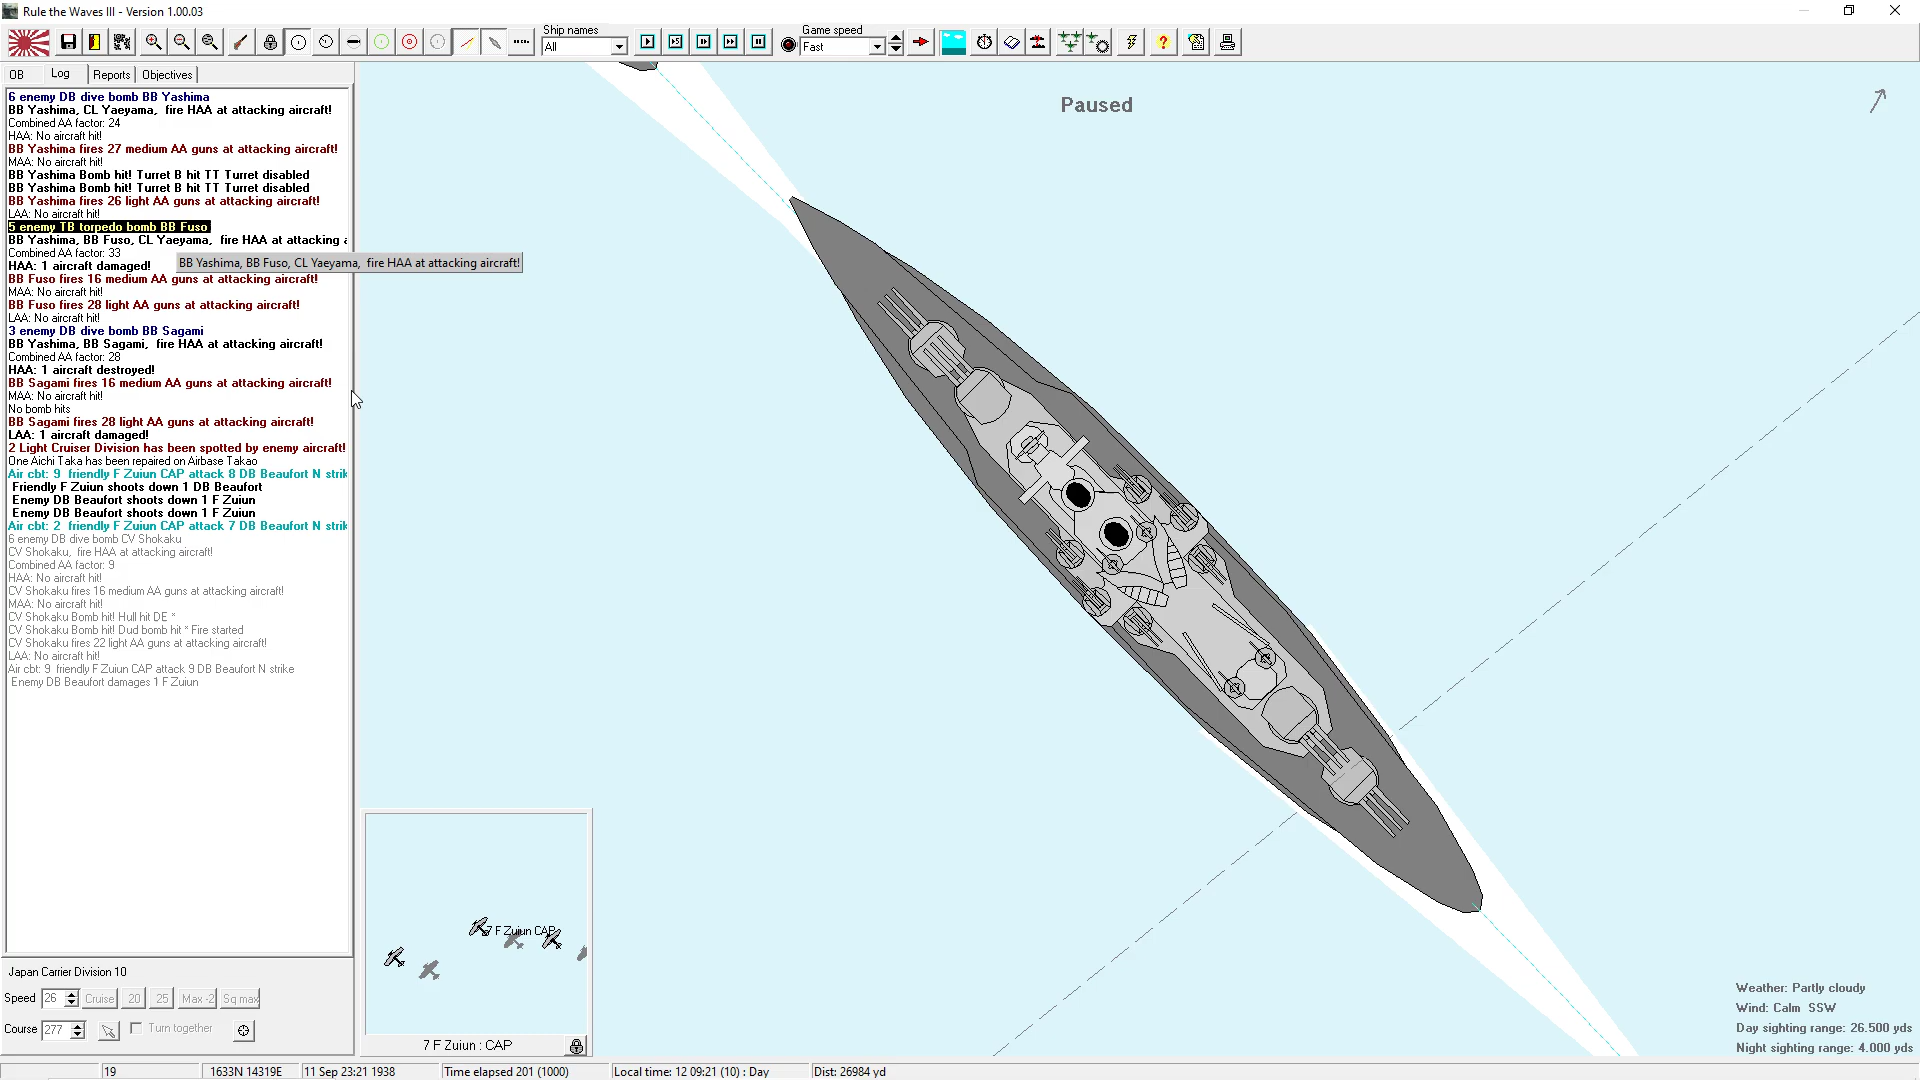 Rule the Waves III - Version 1.00.03
Ship names
All
Game speed
Fast
OB
Log
Reports
Objectives
6 enemy DB dive bomb BB Yashima
BB Yashima, CL Yaeyama,  fire HAA at attacking aircraft!
Combined AA factor: 24
HAA: No aircraft hit!
BB Yashima fires 27 medium AA guns at attacking aircraft!
MAA: No aircraft hit!
BB Yashima Bomb hit! Turret B hit TT Turret disabled
BB Yashima Bomb hit! Turret B hit TT Turret disabled
BB Yashima fires 26 light AA guns at attacking aircraft!
LAA: No aircraft hit!
5 enemy TB torpedo bomb BB Fuso
BB Yashima, BB Fuso, CL Yaeyama,  fire HAA at attacking a
Combined AA factor: 33
BB Yashima, BB Fuso, CL Yaeyama,  fire HAA at attacking aircraft!
HAA: 1 aircraft damaged!
BB Fuso fires 16 medium AA guns at attacking aircraft!
MAA: No aircraft hit!
BB Fuso fires 28 light AA guns at attacking aircraft!
LAA: No aircraft hit!
3 enemy DB dive bomb BB Sagami
BB Yashima, BB Sagami,  fire HAA at attacking aircraft!
Combined AA factor: 28
HAA: 1 aircraft destroyed!
BB Sagami fires 16 medium AA guns at attacking aircraft!
MAA: No aircraft hit!
No bomb hits
BB Sagami fires 28 light AA guns at attacking aircraft!
LAA: 1 aircraft damaged!
2 Light Cruiser Division has been spotted by enemy aircraft!
One Aichi Taka has been repaired on Airbase Takao
Air cbt: 9  friendly F Zuiun CAP attack 8 DB Beaufort N strik
Friendly F Zuiun shoots down 1 DB Beaufort
Enemy DB Beaufort shoots down 1 F Zuiun
Enemy DB Beaufort shoots down 1 F Zuiun
Air cbt: 2  friendly F Zuiun CAP attack 7 DB Beaufort N strik
6 enemy DB dive bomb CV Shokaku
CV Shokaku,  fire HAA at attacking aircraft!
Combined AA factor: 9
HAA: No aircraft hit!
CV Shokaku fires 16 medium AA guns at attacking aircraft!
MAA: No aircraft hit!
CV Shokaku Bomb hit! Hull hit DE *
CV Shokaku Bomb hit! Dud bomb hit * Fire started
CV Shokaku fires 22 light AA guns at attacking aircraft!
LAA: No aircraft hit!
Air cbt: 9  friendly F Zuiun CAP attack 9 DB Beaufort N strike
Enemy DB Beaufort damages 1 F Zuiun
Japan Carrier Division 10
Speed 26 Cruise 20 25 Max -2 Sq max
Course 277 Turn together
Paused
7 F Zuiun CAP
7 F Zuiun : CAP
Weather: Partly cloudy
Wind: Calm  SSW
Day sighting range: 26.500 yds
Night sighting range: 4.000 yds
19
1633N 14319E
11 Sep 23:21 1938
Time elapsed 201 (1000)
Local time: 12 09:21 (10) : Day
Dist: 26984 yd